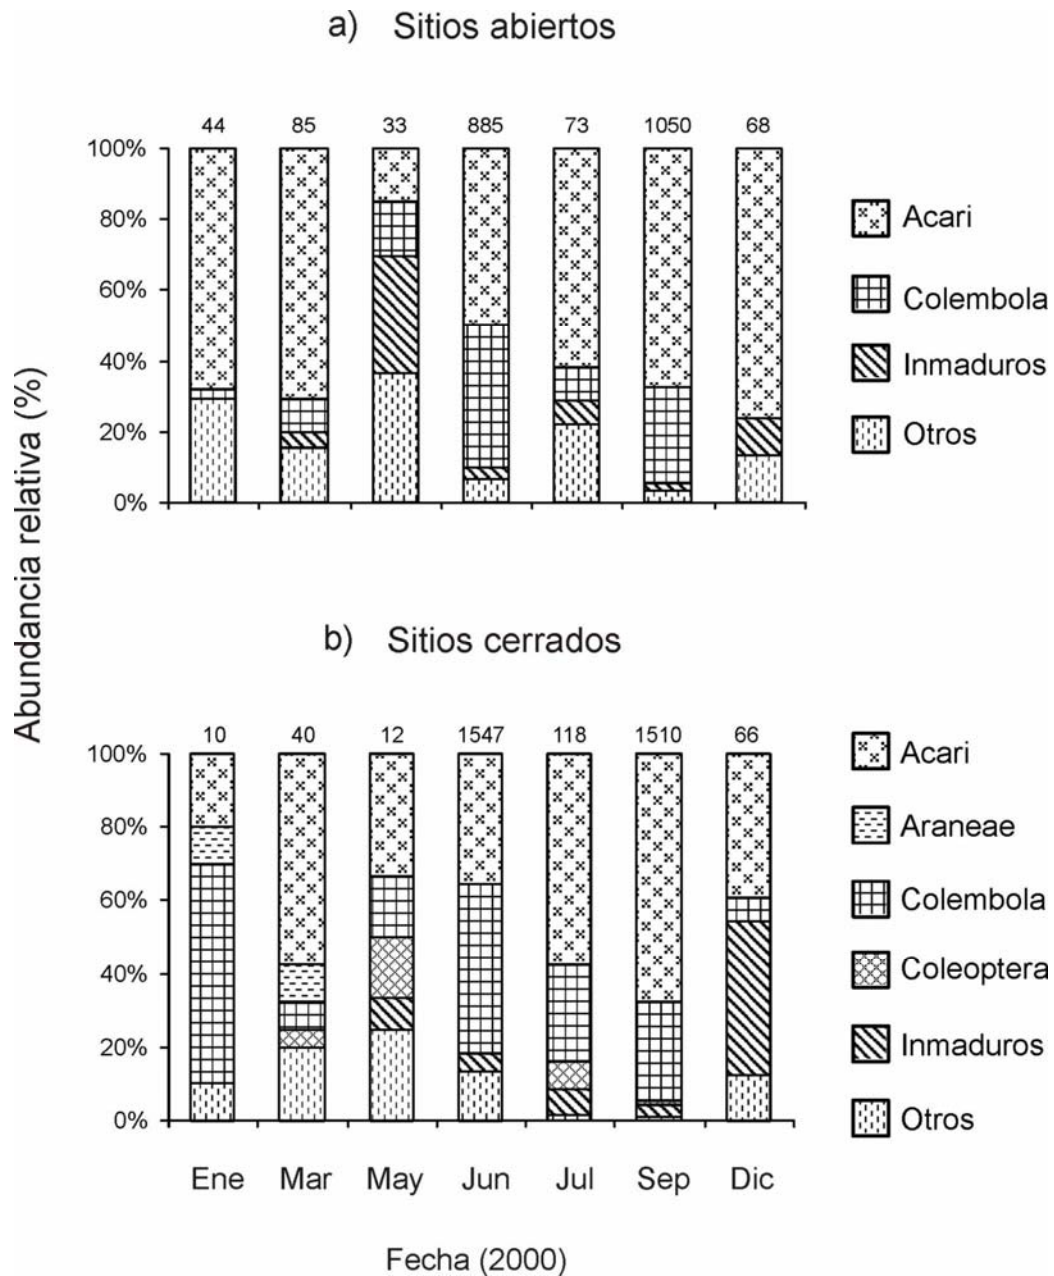 a) Sitios abiertos
44 85 33 885 73 1050 68
100%
80%
60%
40%
20%
0%
Acari
Colembola
Inmaduros
Otros
Abundancia relativa (%)
b) Sitios cerrados
10 40 12 1547 118 1510 66
100%
80%
60%
40%
20%
0%
Acari
Araneae
Colembola
Coleoptera
Inmaduros
Otros
Ene Mar May Jun Jul Sep Dic
Fecha (2000)